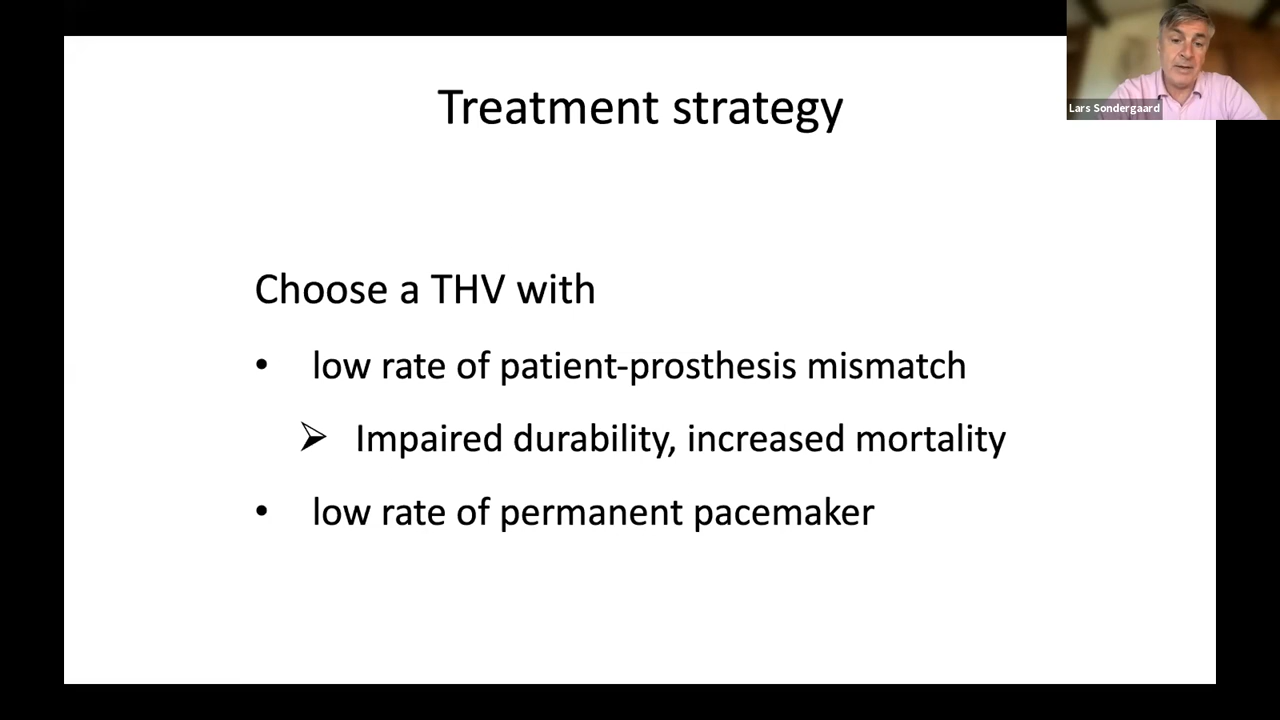 Treatment strategy
Lars Sondergaard
Choose a THV with
• low rate of patient-prosthesis mismatch
➢ Impaired durability, increased mortality
• low rate of permanent pacemaker